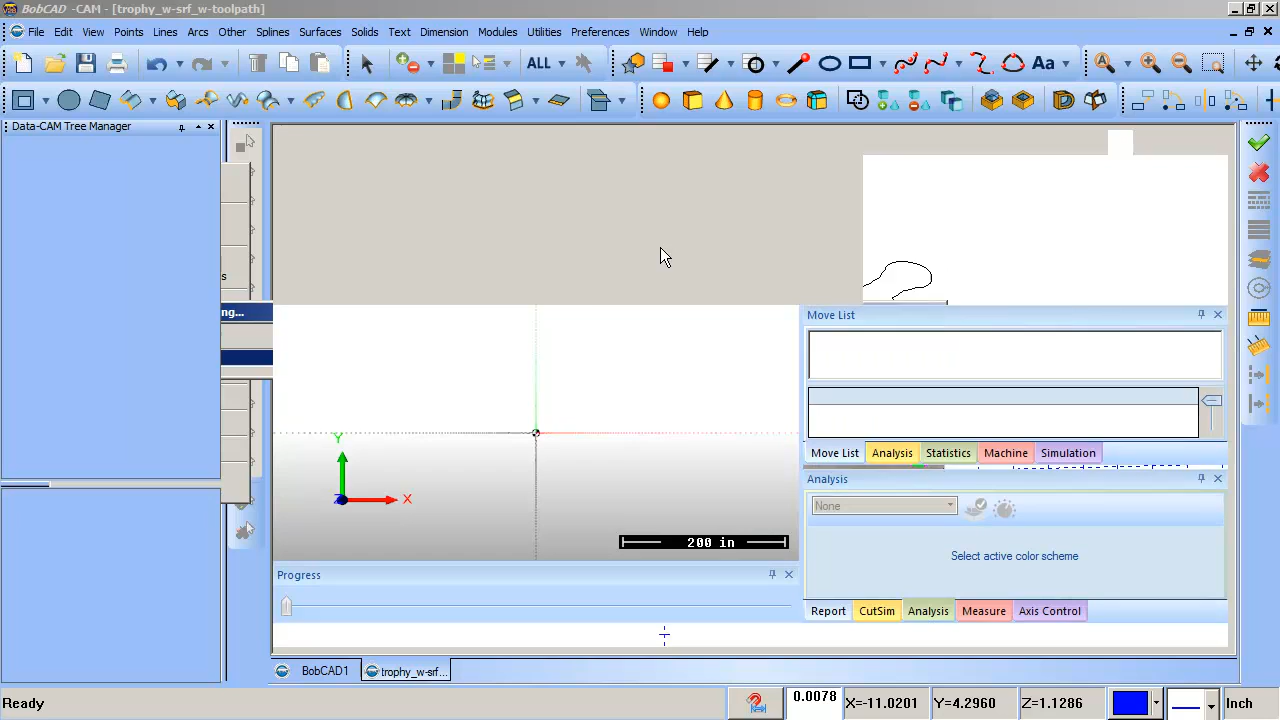 BobCAD -CAM - [trophy_w-srf_w-toolpath]
File Edit View Points Lines Arcs Other Splines Surfaces Solids Text Dimension Modules Utilities Preferences Window Help
ALL Aa
Data-CAM Tree Manager
s
ng...
Move List
Move List Analysis Statistics Machine Simulation
Y
X
200 in
Analysis
None
Select active color scheme
Progress
Report CutSim Analysis Measure Axis Control
BobCAD1 trophy_w-srf...
Ready 0.0078 X=-11.0201 Y=4.2960 Z=1.1286 Inch